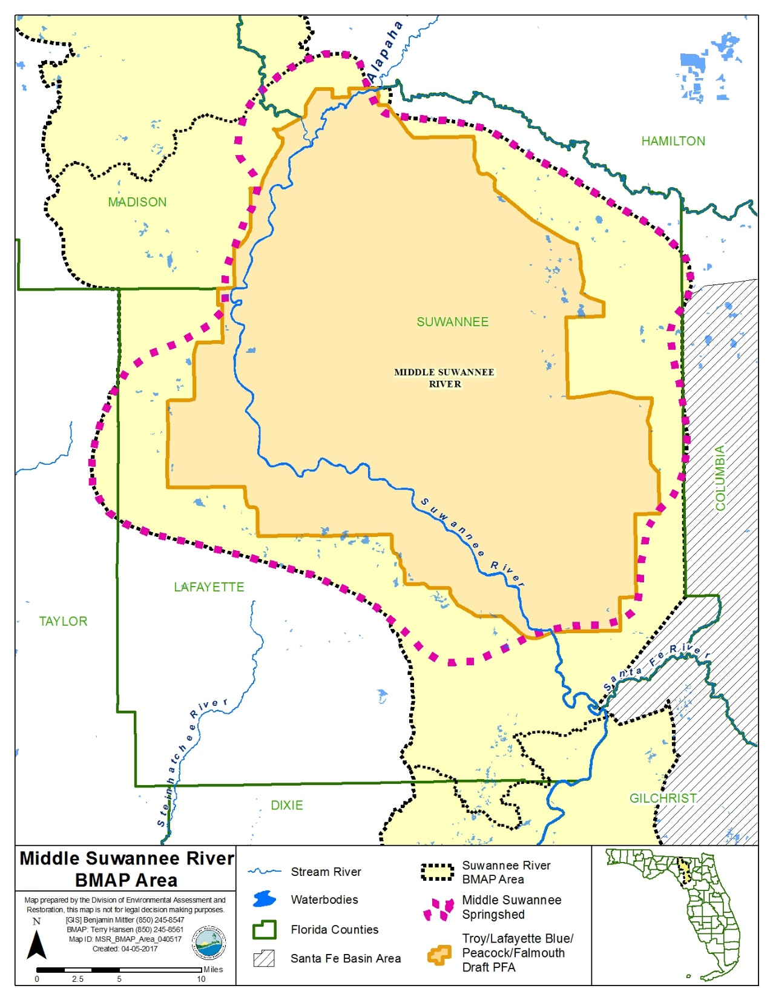 Alapaha
HAMILTON
MADISON
SUWANNEE
MIDDLE SUWANNEE
RIVER
COLUMBIA
Suwannee River
LAFAYETTE
TAYLOR
Santa Fe River
Steinhatchee River
GILCHRIST
DIXIE
Middle Suwannee River
BMAP Area
Map prepared by the Division of Environmental Assessment and
Restoration, this map is not for legal decision making purposes.
[GIS] Benjamin Mittler (850) 245-8547
BMAP: Terry Hansen (850) 245-8561
Map ID: MSR_BMAP_Area_040517
Created: 04-05-2017
N
Miles
0 2.5 5 10
Stream River
Waterbodies
Florida Counties
Santa Fe Basin Area
Suwannee River
BMAP Area
Middle Suwannee
Springshed
Troy/Lafayette Blue/
Peacock/Falmouth
Draft PFA